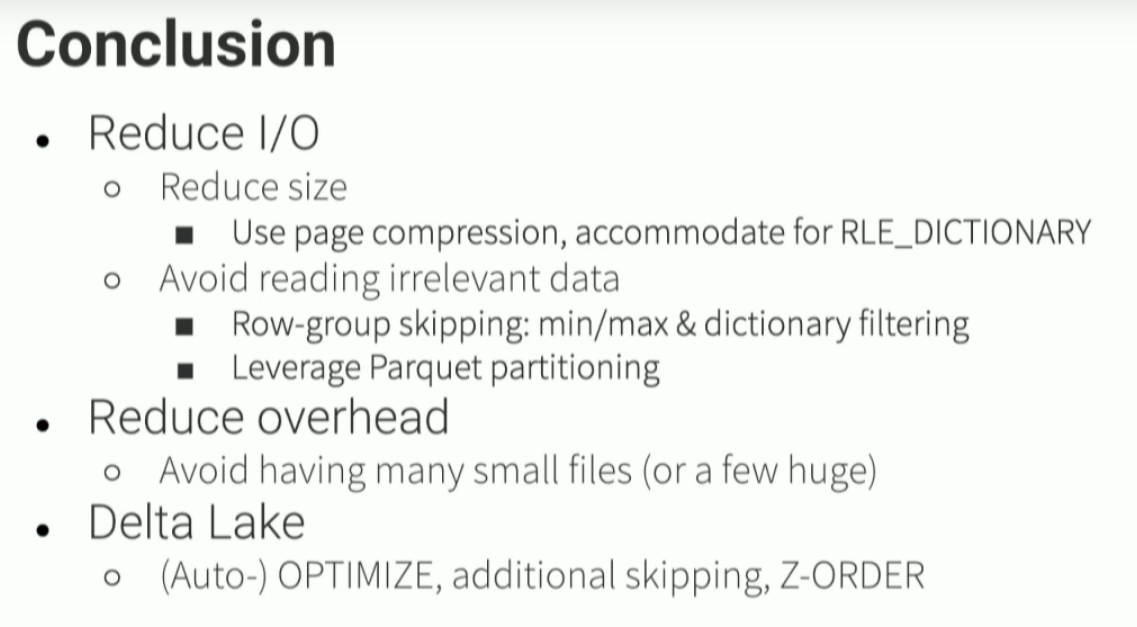 Conclusion
• Reduce I/O
○ Reduce size
■ Use page compression, accommodate for RLE_DICTIONARY
○ Avoid reading irrelevant data
■ Row-group skipping: min/max & dictionary filtering
■ Leverage Parquet partitioning
• Reduce overhead
○ Avoid having many small files (or a few huge)
• Delta Lake
○ (Auto-) OPTIMIZE, additional skipping, Z-ORDER